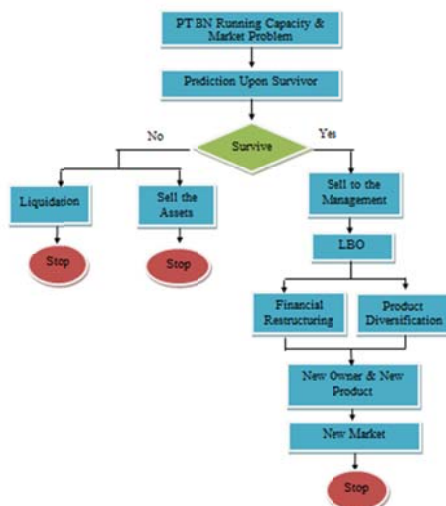 PT BN Running Capacity &
Market Problem
Prediction Upon Survivor
No
Survive
Yes
Liquidation
Sell the
Assets
Sell to the
Management
Stop
Stop
LBO
Financial
Restructuring
Product
Diversification
New Owner & New
Product
New Market
Stop